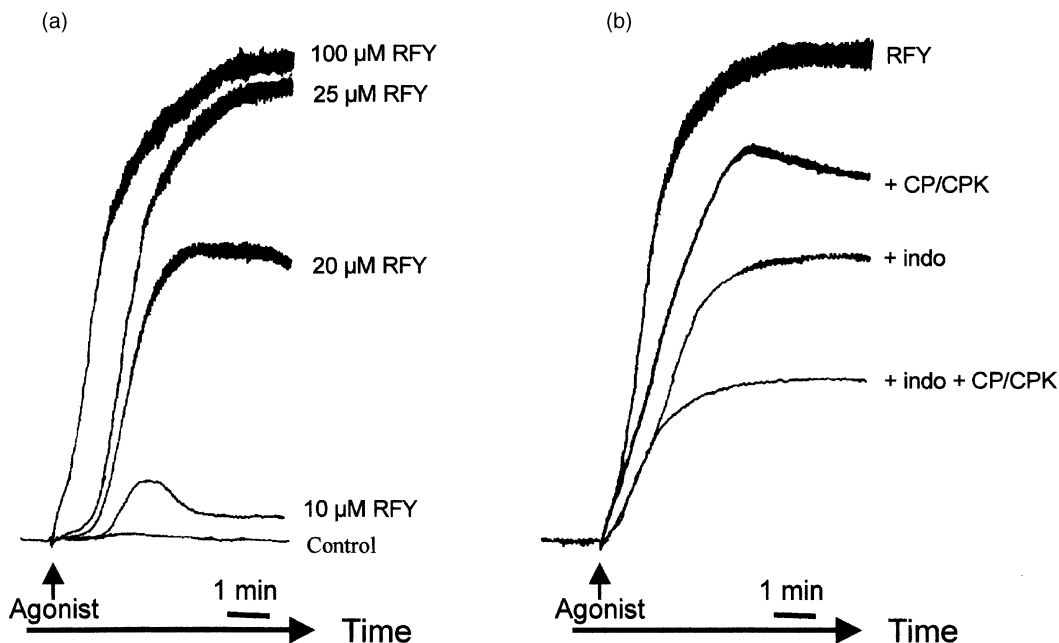 (a)
100 µM RFY
25 µM RFY
20 µM RFY
10 µM RFY
Control
1 min
Agonist
Time
(b)
RFY
+ CP/CPK
+ indo
+ indo + CP/CPK
1 min
Agonist
Time